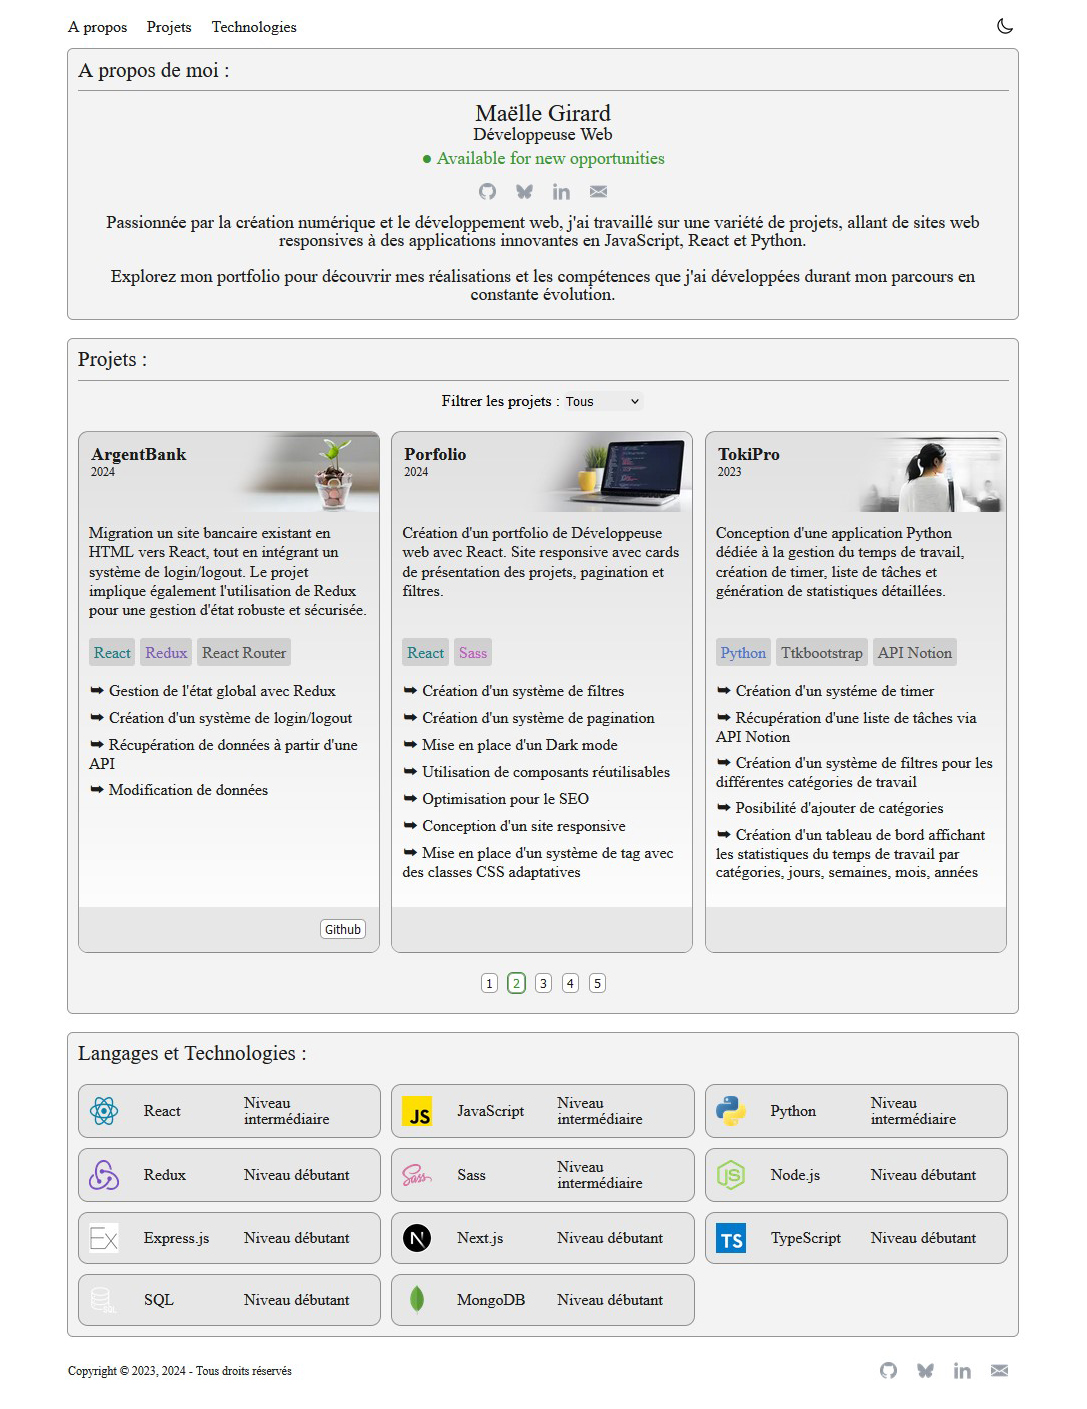 A propos Projets Technologies
A propos de moi :
Maëlle Girard
Développeuse Web
● Available for new opportunities
Passionnée par la création numérique et le développement web, j'ai travaillé sur une variété de projets, allant de sites web
responsives à des applications innovantes en JavaScript, React et Python.
Explorez mon portfolio pour découvrir mes réalisations et les compétences que j'ai développées durant mon parcours en
constante évolution.
Projets :
Filtrer les projets : Tous
ArgentBank
2024
Migration un site bancaire existant en
HTML vers React, tout en intégrant un
système de login/logout. Le projet
implique également l'utilisation de Redux
pour une gestion d'état robuste et sécurisée.
React Redux React Router
➥ Gestion de l'état global avec Redux
➥ Création d'un système de login/logout
➥ Récupération de données à partir d'une
API
➥ Modification de données
Github
Porfolio
2024
Création d'un portfolio de Développeuse
web avec React. Site responsive avec cards
de présentation des projets, pagination et
filtres.
React Sass
➥ Création d'un système de filtres
➥ Création d'un système de pagination
➥ Mise en place d'un Dark mode
➥ Utilisation de composants réutilisables
➥ Optimisation pour le SEO
➥ Conception d'un site responsive
➥ Mise en place d'un système de tag avec
des classes CSS adaptatives
TokiPro
2023
Conception d'une application Python
dédiée à la gestion du temps de travail,
création de timer, liste de tâches et
génération de statistiques détaillées.
Python Ttkbootstrap API Notion
➥ Création d'un systéme de timer
➥ Récupération d'une liste de tâches via
API Notion
➥ Création d'un système de filtres pour les
différentes catégories de travail
➥ Posibilité d'ajouter de catégories
➥ Création d'un tableau de bord affichant
les statistiques du temps de travail par
catégories, jours, semaines, mois, années
1 2 3 4 5
Langages et Technologies :
React Niveau
intermédiaire
JS JavaScript Niveau
intermédiaire
Python Niveau
intermédiaire
Redux Niveau débutant
Sass Sass Niveau
intermédiaire
JS Node.js Niveau débutant
Ex Express.js Niveau débutant
N Next.js Niveau débutant
TS TypeScript Niveau débutant
SQL SQL Niveau débutant
MongoDB Niveau débutant
Copyright © 2023, 2024 - Tous droits réservés